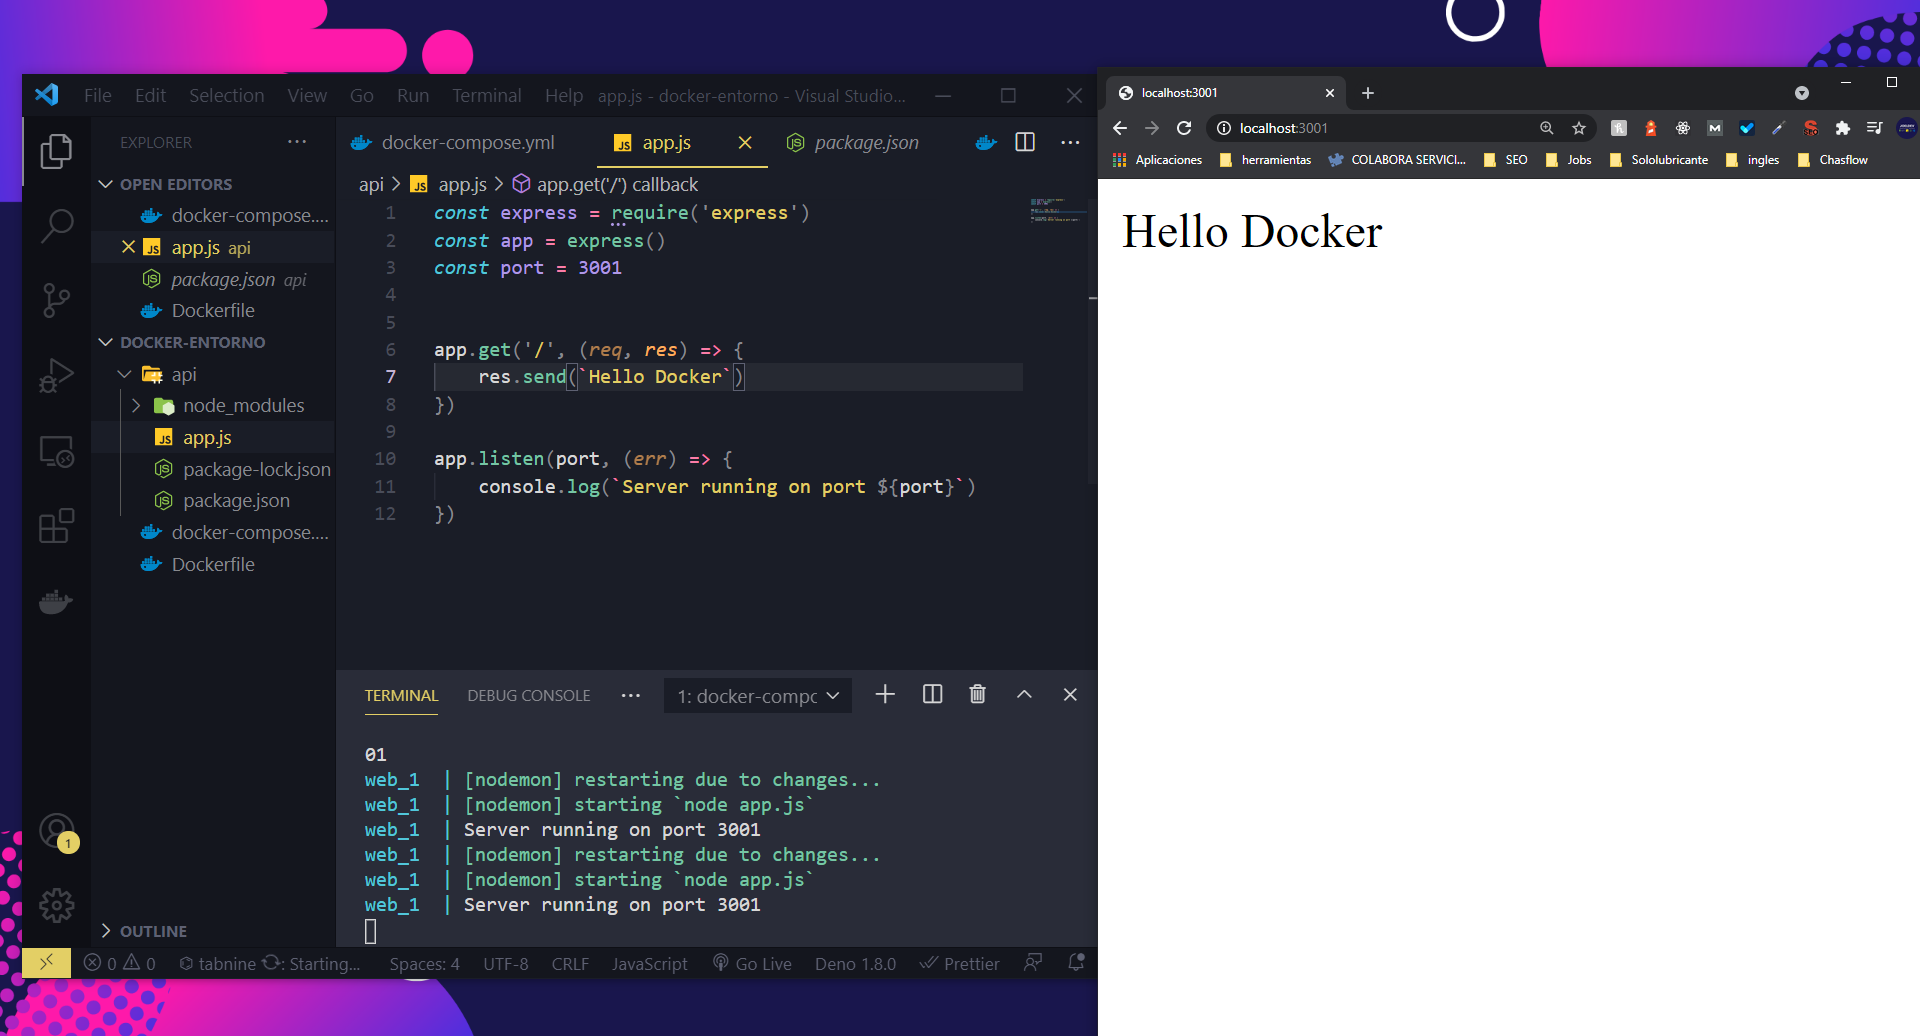 File Edit Selection View Go Run Terminal Help app.js - docker-entorno - Visual Studio...
EXPLORER
OPEN EDITORS
docker-compose....
app.js api
package.json api
Dockerfile
DOCKER-ENTORNO
api
node_modules
app.js
package-lock.json
package.json
docker-compose....
Dockerfile
OUTLINE
1
docker-compose.yml app.js package.json
api > app.js > app.get('/') callback
1 const express = require('express')
2 const app = express()
3 const port = 3001
4
5
6 app.get('/', (req, res) => {
7 res.send(`Hello Docker`)
8 })
9
10 app.listen(port, (err) => {
11 console.log(`Server running on port ${port}`)
12 })
TERMINAL DEBUG CONSOLE 1: docker-compc
01
web_1 | [nodemon] restarting due to changes...
web_1 | [nodemon] starting `node app.js`
web_1 | Server running on port 3001
web_1 | [nodemon] restarting due to changes...
web_1 | [nodemon] starting `node app.js`
web_1 | Server running on port 3001
0 0 tabnine : Starting... Spaces: 4 UTF-8 CRLF JavaScript Go Live Deno 1.8.0 Prettier
localhost:3001
localhost:3001
Aplicaciones herramientas COLABORA SERVICI... SEO Jobs Sololubricante ingles Chasflow
Hello Docker